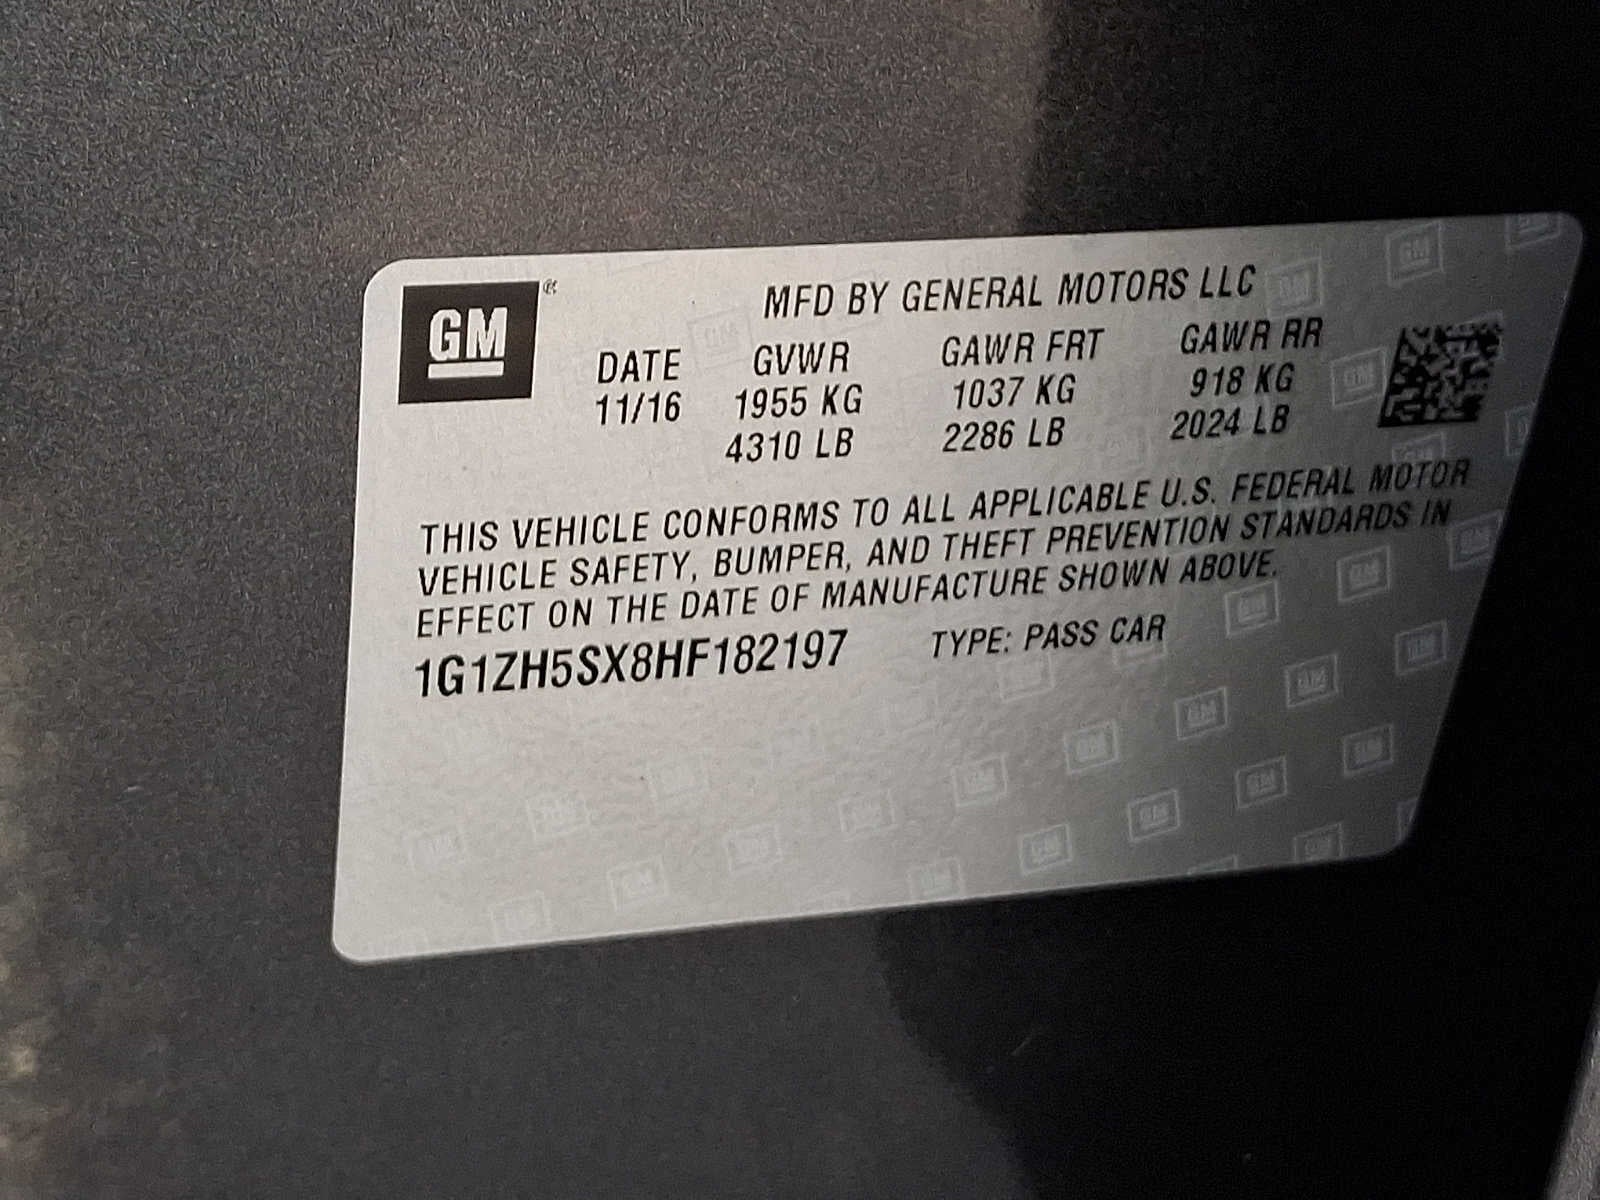 GM®
MFD BY GENERAL MOTORS LLC
DATE GVWR GAWR FRT GAWR RR
11/16 1955 KG 1037 KG 918 KG
4310 LB 2286 LB 2024 LB
THIS VEHICLE CONFORMS TO ALL APPLICABLE U.S. FEDERAL MOTOR
VEHICLE SAFETY, BUMPER, AND THEFT PREVENTION STANDARDS IN
EFFECT ON THE DATE OF MANUFACTURE SHOWN ABOVE.
1G1ZH5SX8HF182197 TYPE: PASS CAR